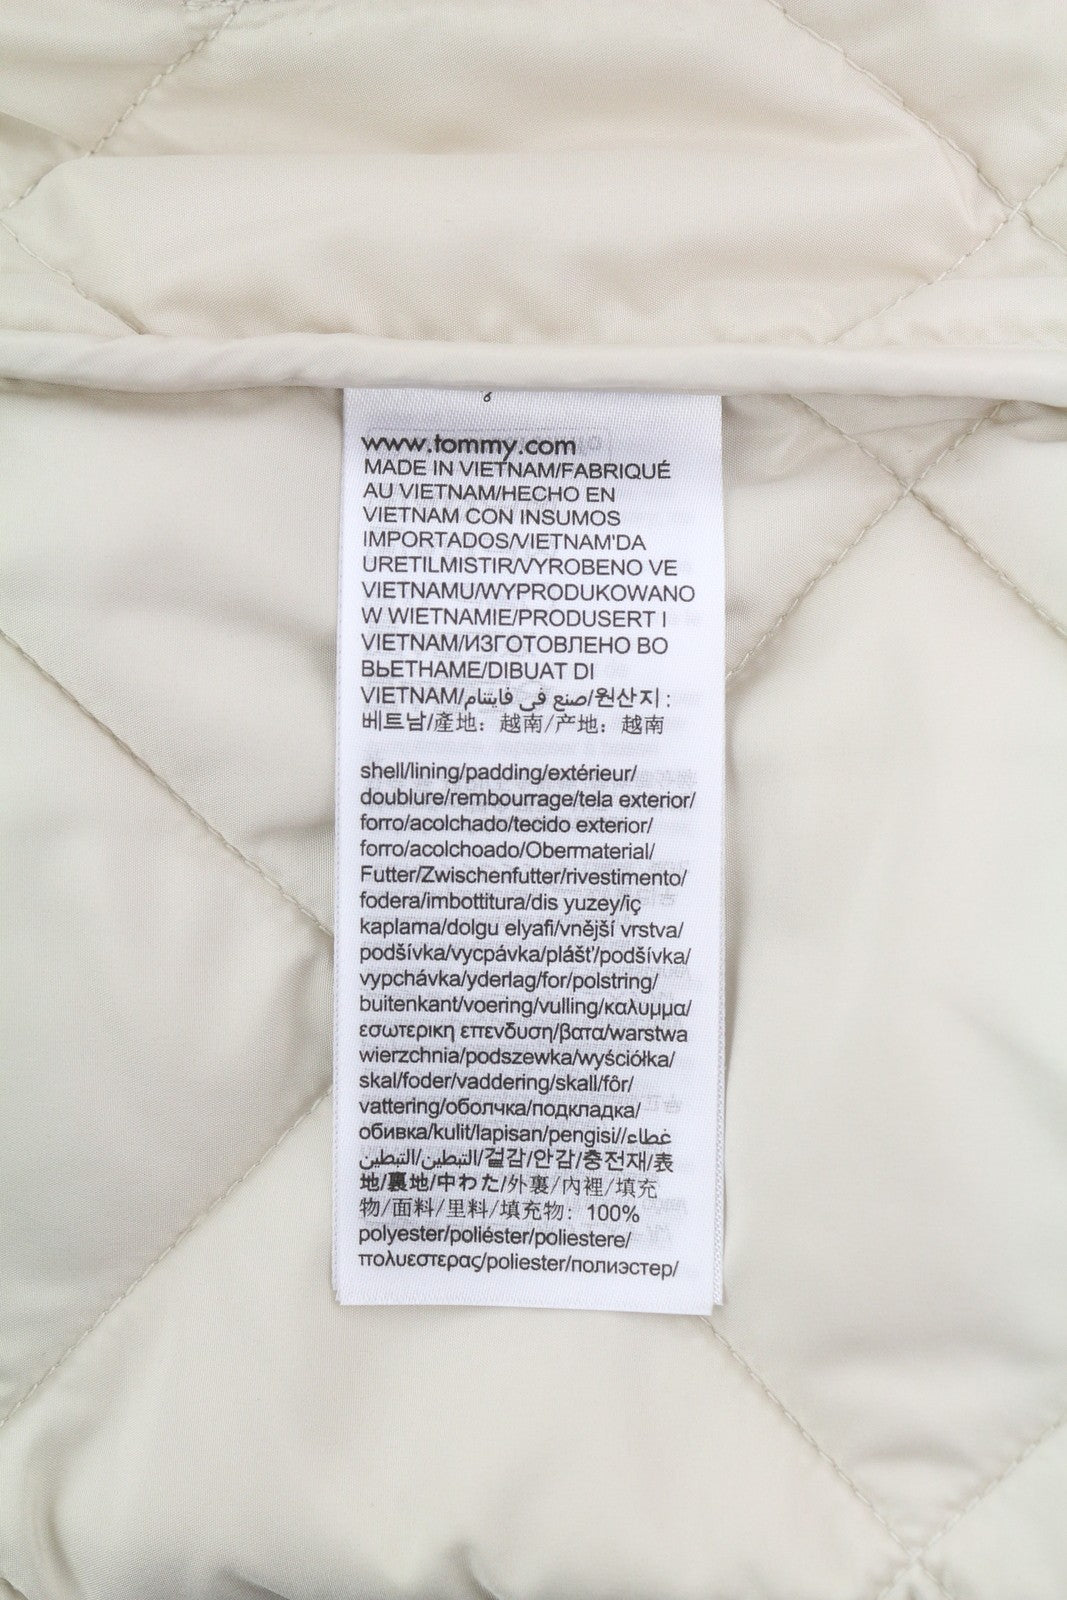 www.tommy.com
MADE IN VIETNAM/FABRIQUÉ
AU VIETNAM/HECHO EN
VIETNAM CON INSUMOS
IMPORTADOS/VIETNAM'DA
URETILMISTIR/VYROBENO VE
VIETNAMU/WYPRODUKOWANO
W WIETNAMIE/PRODUSERT I
VIETNAM/ИЗГОТОВЛЕНО ВО
ВЬЕТНАМЕ/DIBUAT DI
VIETNAM/صنع في فايتنام/원산지 :
베트남/產地：越南/产地：越南
shell/lining/padding/extérieur/
doublure/rembourrage/tela exterior/
forro/acolchado/tecido exterior/
forro/acolchoado/Obermaterial/
Futter/Zwischenfutter/rivestimento/
fodera/imbottitura/dis yuzey/iç
kaplama/dolgu elyafi/vnější vrstva/
podšívka/vycpávka/plášť/podšívka/
vypchávka/yderlag/for/polstring/
buitenkant/voering/vulling/καλυμμα/
εσωτερικη επενδυση/βατα/warstwa
wierzchnia/podszewka/wyściółka/
skal/foder/vaddering/skall/fôr/
vattering/оболчка/подкладка/
обивка/kulit/lapisan/pengisi//غطاء
التبطين/التبطين/겉감/안감/충전재/表
地/裏地/中わた/外裏/內裡/填充
物/面料/里料/填充物：100%
polyester/poliéster/poliestere/
πολυεστερας/poliester/полиэстер/